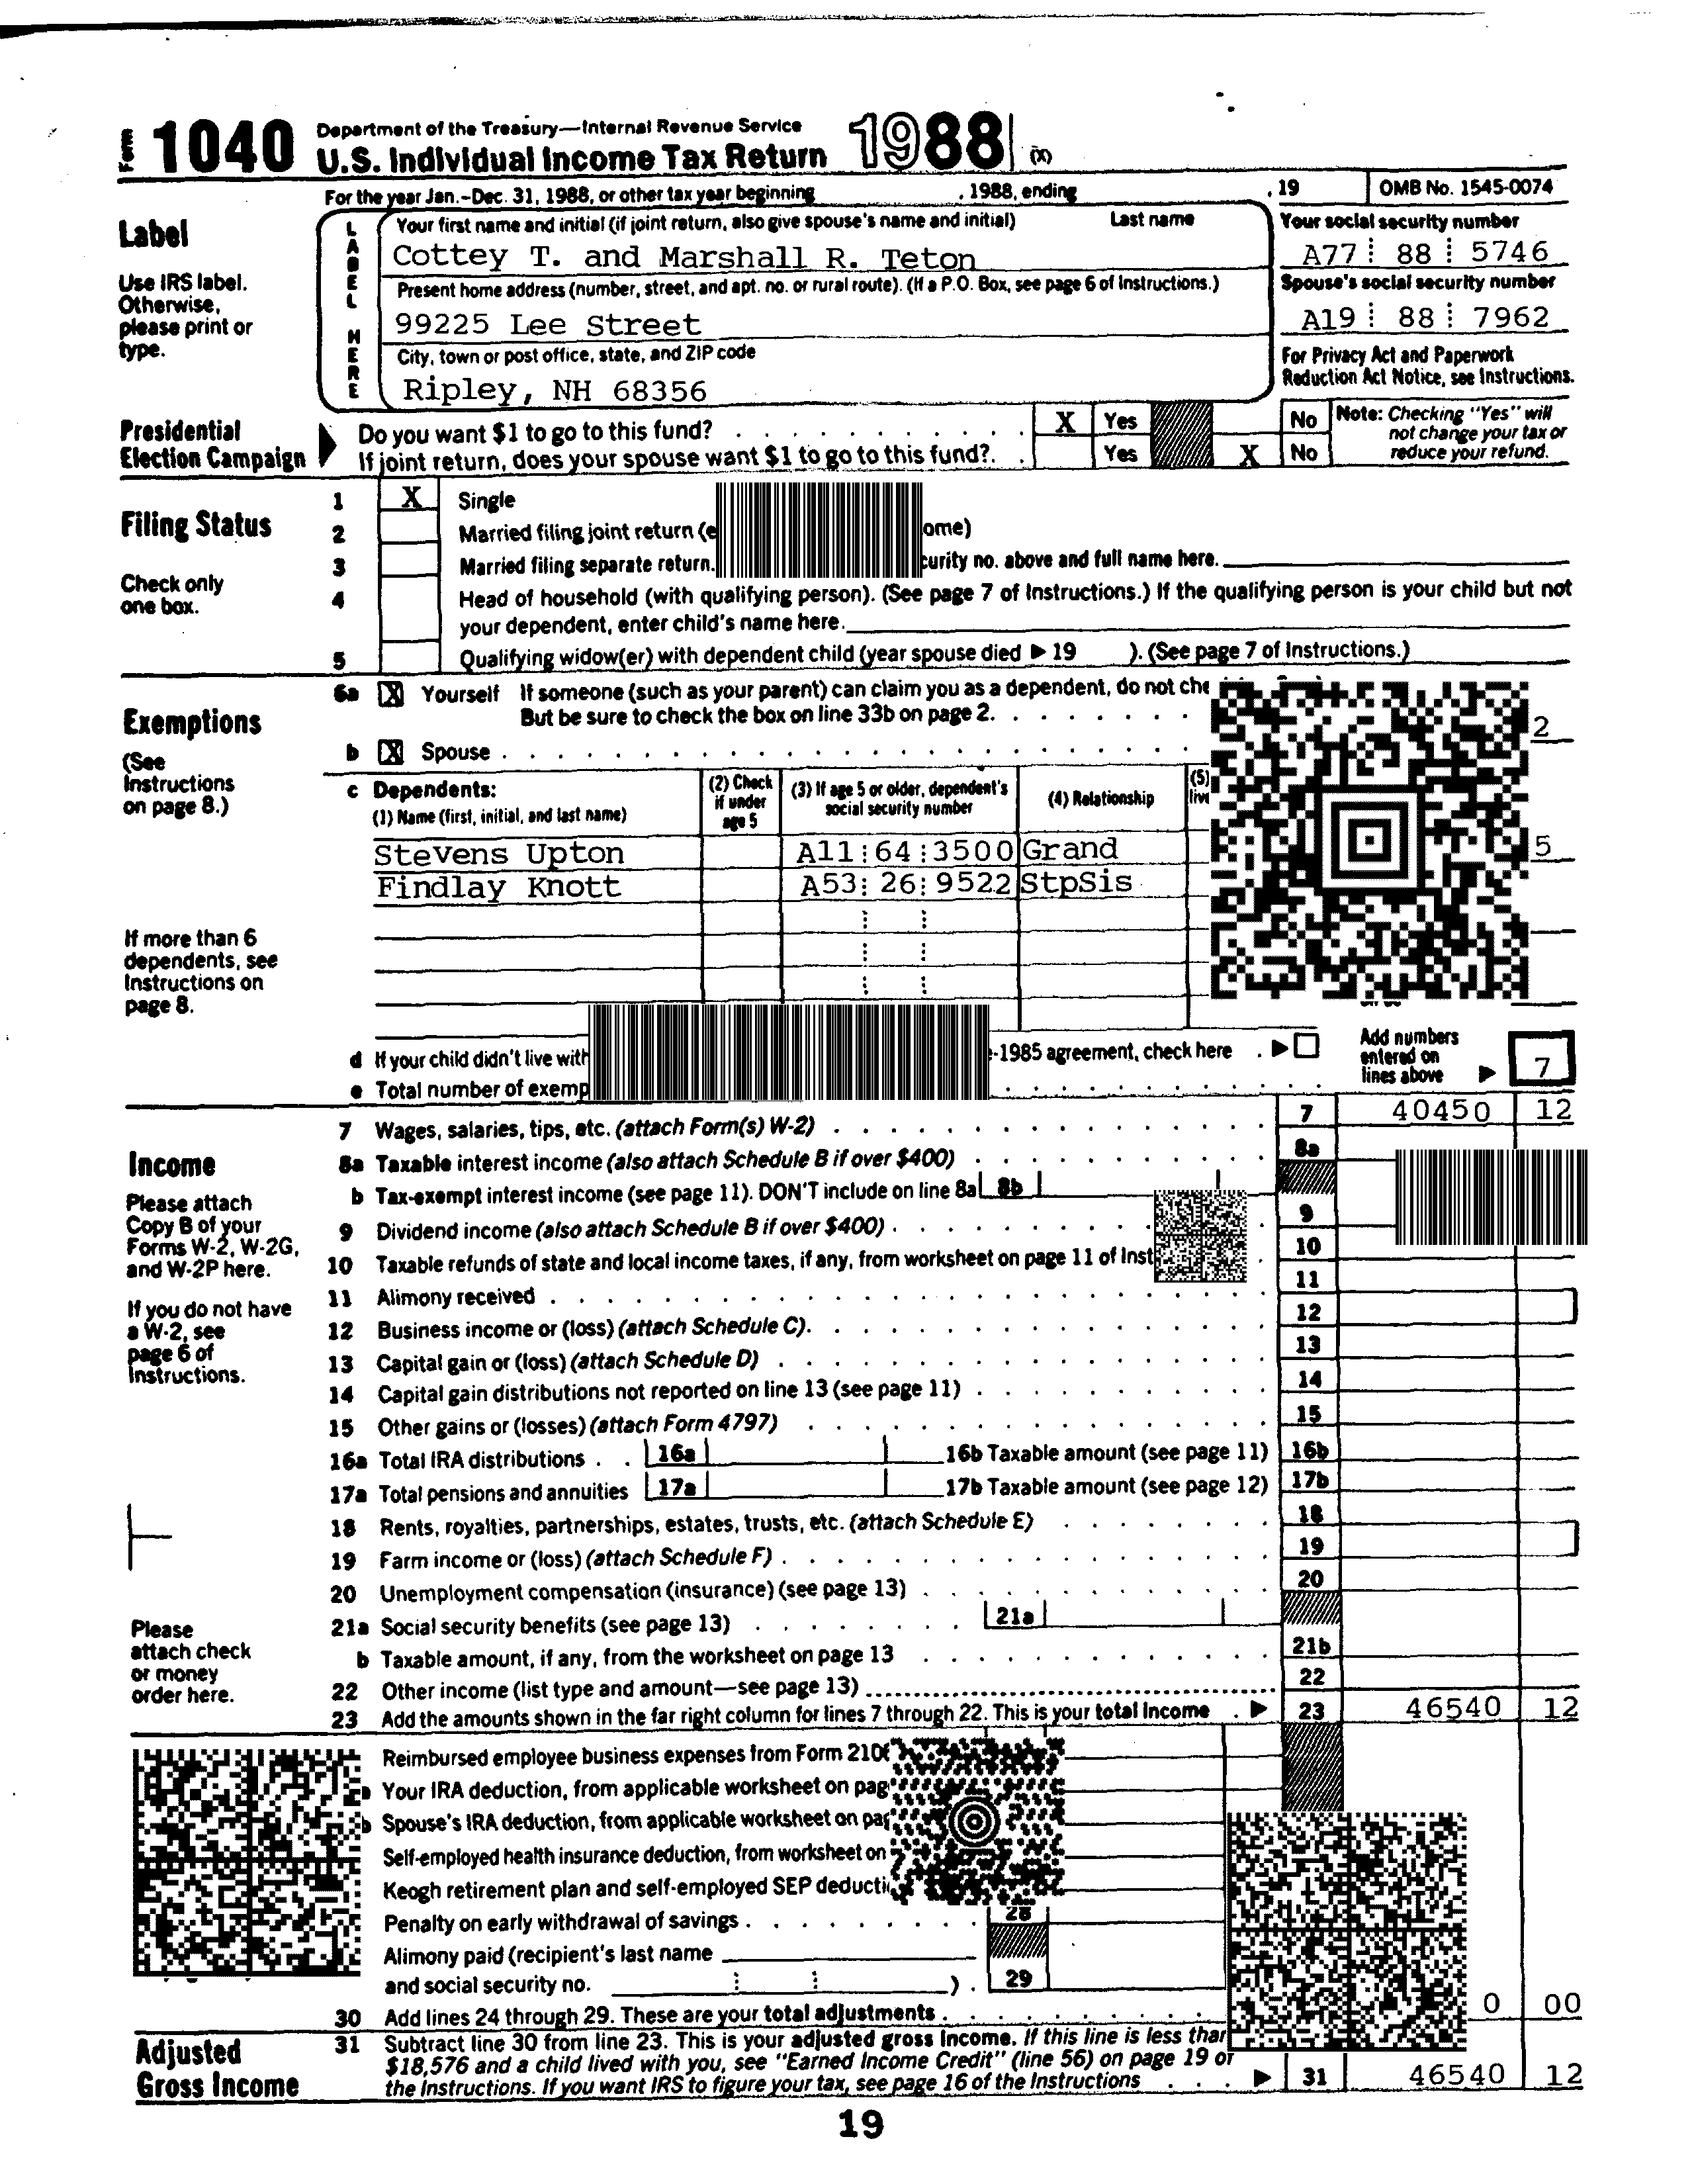 Form 1040 Department of the Treasury—Internal Revenue Service
U.S. Individual Income Tax Return 1988 (X)
For the year Jan.-Dec. 31, 1988, or other tax year beginning , 1988, ending , 19 OMB No. 1545-0074
Label
Use IRS label.
Otherwise,
please print or
type.
LABEL HERE
Your first name and initial (if joint return, also give spouse's name and initial) Last name
Cottey T. and Marshall R. Teton
Your social security number
A77 88 5746
Present home address (number, street, and apt. no. or rural route). (If a P.O. Box, see page 6 of Instructions.)
99225 Lee Street
Spouse's social security number
A19 88 7962
City, town or post office, state, and ZIP code
Ripley, NH 68356
For Privacy Act and Paperwork
Reduction Act Notice, see Instructions.
Presidential
Election Campaign
Do you want $1 to go to this fund? X Yes No
If joint return, does your spouse want $1 to go to this fund?. Yes X No
Note: Checking "Yes" will
not change your tax or
reduce your refund.
Filing Status
Check only
one box.
1 X Single
2 Married filing joint return (e ome)
3 Married filing separate return. curity no. above and full name here.
4 Head of household (with qualifying person). (See page 7 of Instructions.) If the qualifying person is your child but not
your dependent, enter child's name here.
5 Qualifying widow(er) with dependent child (year spouse died ▶ 19 ). (See page 7 of Instructions.)
Exemptions
(See
Instructions
on page 8.)
6a X Yourself If someone (such as your parent) can claim you as a dependent, do not che
But be sure to check the box on line 33b on page 2. 2
b X Spouse
c Dependents:
(1) Name (first, initial, and last name)
(2) Check
if under
age 5
(3) If age 5 or older, dependent's
social security number
(4) Relationship
(5)
Stevens Upton A11 64 3500 Grand 5
Findlay Knott A53 26 9522 StpSis
If more than 6
dependents, see
Instructions on
page 8.
d If your child didn't live with -1985 agreement, check here ▶
e Total number of exemp
Add numbers
entered on
lines above ▶ 7
Income
Please attach
Copy B of your
Forms W-2, W-2G,
and W-2P here.
If you do not have
a W-2, see
page 6 of
Instructions.
7 Wages, salaries, tips, etc. (attach Form(s) W-2) 7 40450 12
8a Taxable interest income (also attach Schedule B if over $400) 8a
b Tax-exempt interest income (see page 11). DON'T include on line 8a 8b
9 Dividend income (also attach Schedule B if over $400) 9
10 Taxable refunds of state and local income taxes, if any, from worksheet on page 11 of Inst 10
11 Alimony received 11
12 Business income or (loss) (attach Schedule C). 12
13 Capital gain or (loss) (attach Schedule D) 13
14 Capital gain distributions not reported on line 13 (see page 11) 14
15 Other gains or (losses) (attach Form 4797) 15
16a Total IRA distributions 16a 16b Taxable amount (see page 11) 16b
17a Total pensions and annuities 17a 17b Taxable amount (see page 12) 17b
18 Rents, royalties, partnerships, estates, trusts, etc. (attach Schedule E) 18
19 Farm income or (loss) (attach Schedule F) 19
20 Unemployment compensation (insurance) (see page 13) 20
21a Social security benefits (see page 13) 21a
b Taxable amount, if any, from the worksheet on page 13 21b
22 Other income (list type and amount—see page 13) 22
23 Add the amounts shown in the far right column for lines 7 through 22. This is your total income ▶ 23 46540 12
Please
attach check
or money
order here.
Reimbursed employee business expenses from Form 210
Your IRA deduction, from applicable worksheet on pag
b Spouse's IRA deduction, from applicable worksheet on pag
Self-employed health insurance deduction, from worksheet on
Keogh retirement plan and self-employed SEP deducti
Penalty on early withdrawal of savings 28
Alimony paid (recipient's last name
and social security no. ) 29
30 Add lines 24 through 29. These are your total adjustments 0 00
Adjusted
Gross Income
31 Subtract line 30 from line 23. This is your adjusted gross income. If this line is less than
$18,576 and a child lived with you, see "Earned Income Credit" (line 56) on page 19 of
the Instructions. If you want IRS to figure your tax, see page 16 of the Instructions ▶ 31 46540 12
19